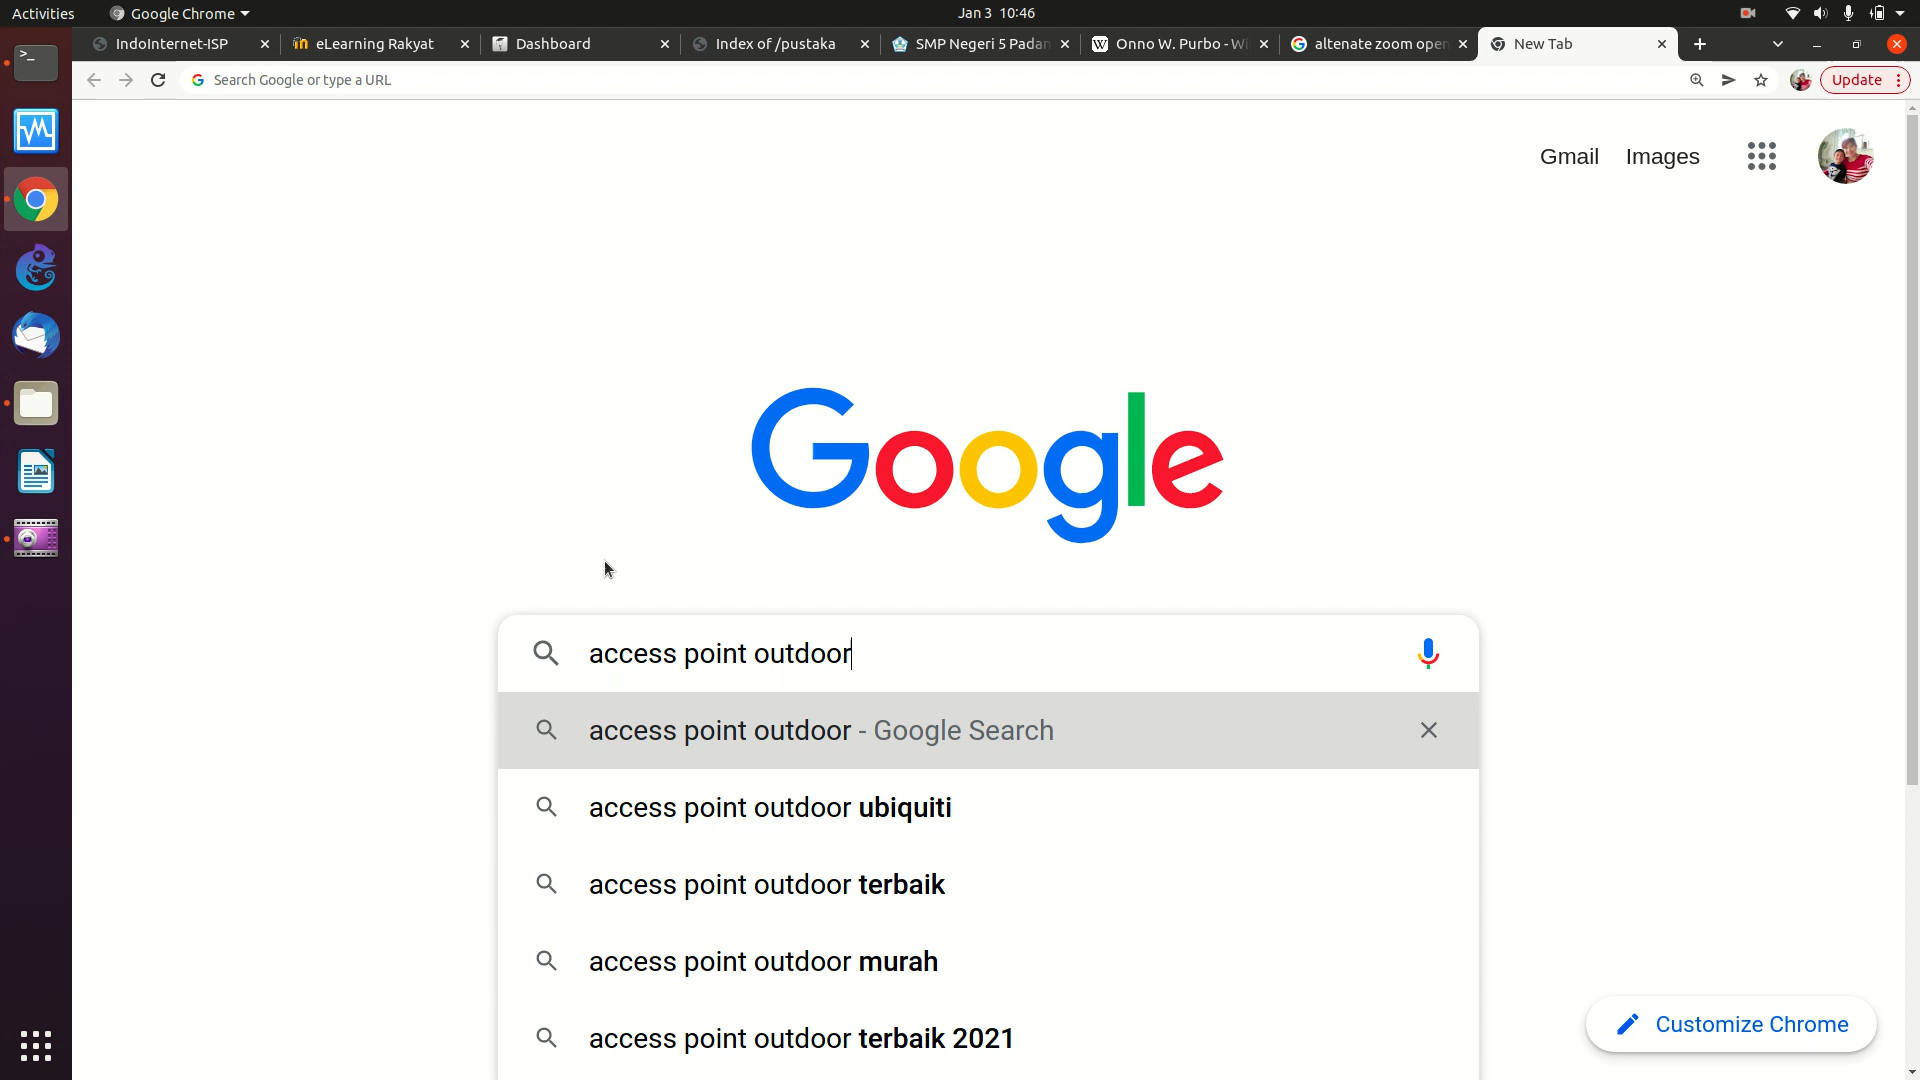 Activities
Google Chrome
Jan 3 10:46
IndoInternet-ISP
eLearning Rakyat
Dashboard
Index of /pustaka
SMP Negeri 5 Padan
Onno W. Purbo - Wi
altenate zoom open
New Tab
Search Google or type a URL
Update
Gmail
Images
Google
access point outdoor
access point outdoor - Google Search
access point outdoor ubiquiti
access point outdoor terbaik
access point outdoor murah
access point outdoor terbaik 2021
Customize Chrome